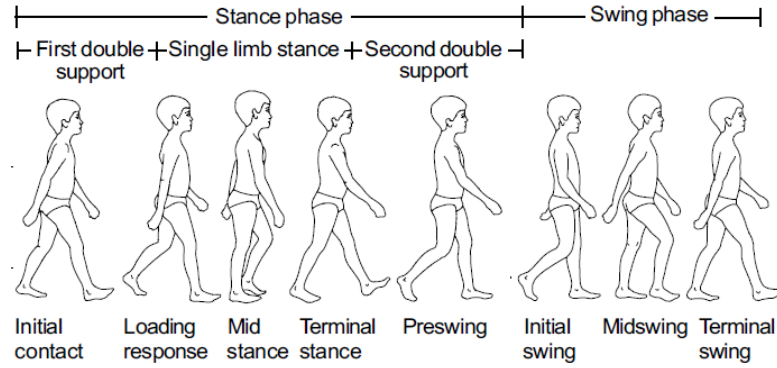 Stance phase
Swing phase
First double support
Single limb stance
Second double support
Initial contact
Loading response
Mid stance
Terminal stance
Preswing
Initial swing
Midswing
Terminal swing